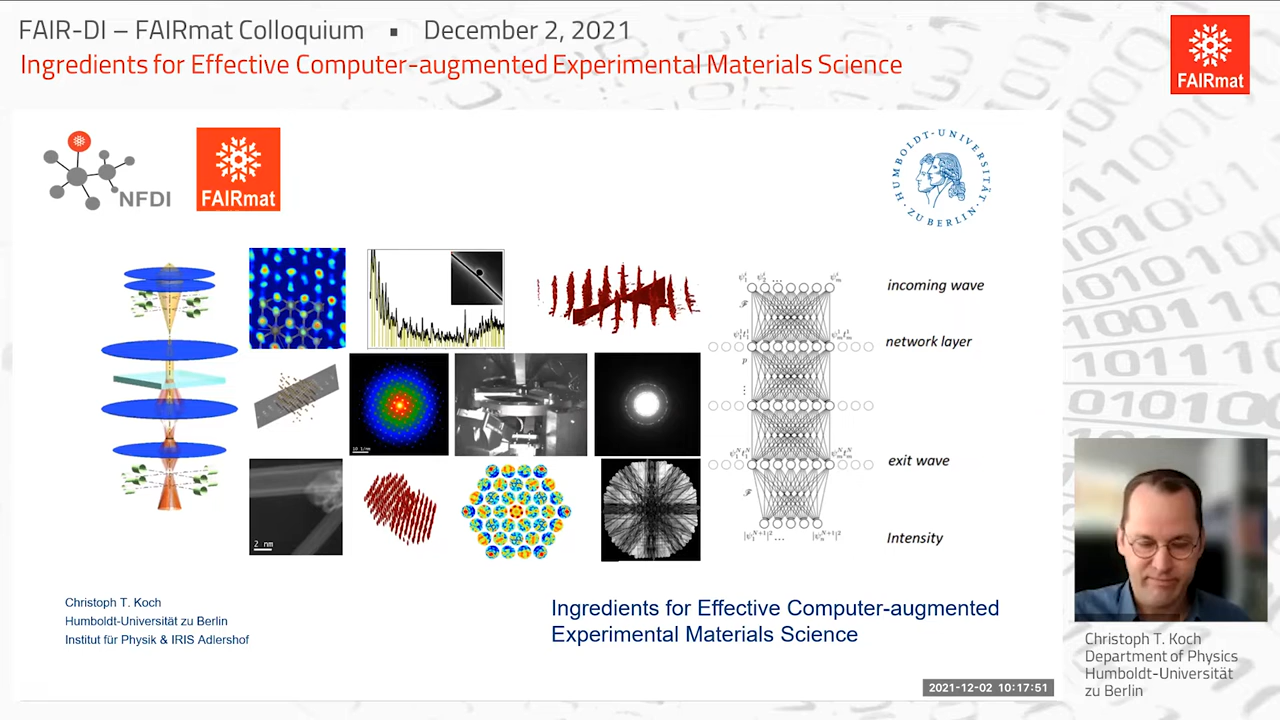 FAIR-DI – FAIRmat Colloquium ▪ December 2, 2021
Ingredients for Effective Computer-augmented Experimental Materials Science
FAIRmat
NFDI
FAIRmat
HUMBOLDT-UNIVERSITÄT
ZU BERLIN
incoming wave
network layer
exit wave
Intensity
10 1/nm
2 nm
Christoph T. Koch
Humboldt-Universität zu Berlin
Institut für Physik & IRIS Adlershof
Ingredients for Effective Computer-augmented
Experimental Materials Science
2021-12-02 10:17:51
Christoph T. Koch
Department of Physics
Humboldt-Universität
zu Berlin